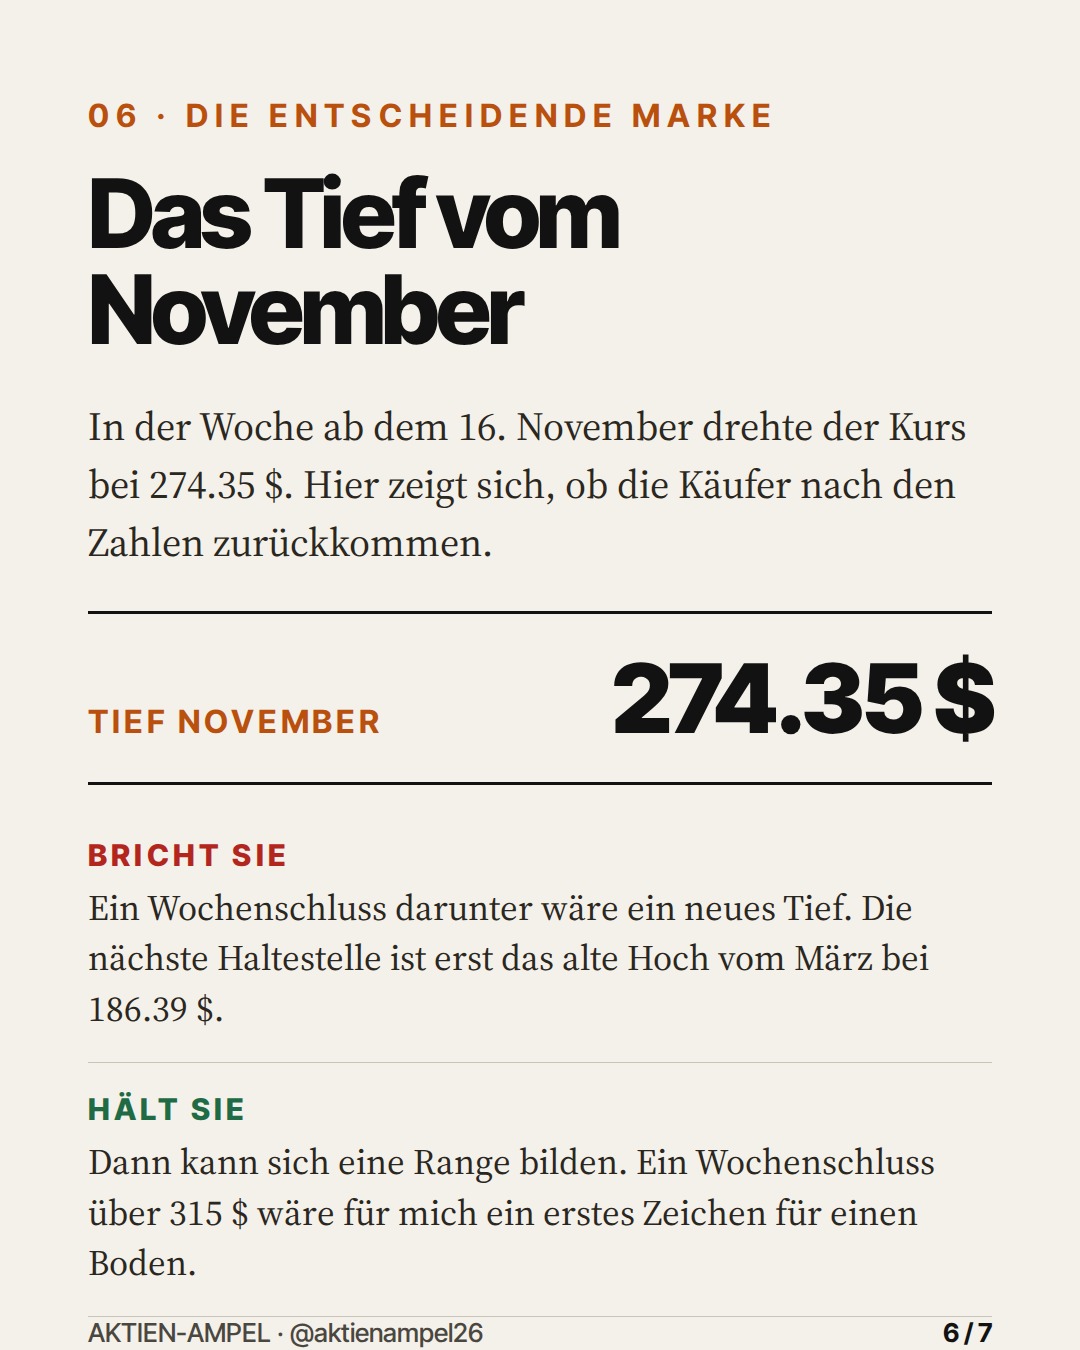 06 · DIE ENTSCHEIDENDE MARKE
Das Tief vom
November
In der Woche ab dem 16. November drehte der Kurs
bei 274.35 $. Hier zeigt sich, ob die Käufer nach den
Zahlen zurückkommen.
TIEF NOVEMBER
274.35 $
BRICHT SIE
Ein Wochenschluss darunter wäre ein neues Tief. Die
nächste Haltestelle ist erst das alte Hoch vom März bei
186.39 $.
HÄLT SIE
Dann kann sich eine Range bilden. Ein Wochenschluss
über 315 $ wäre für mich ein erstes Zeichen für einen
Boden.
AKTIEN-AMPEL · @aktienampel26
6/7